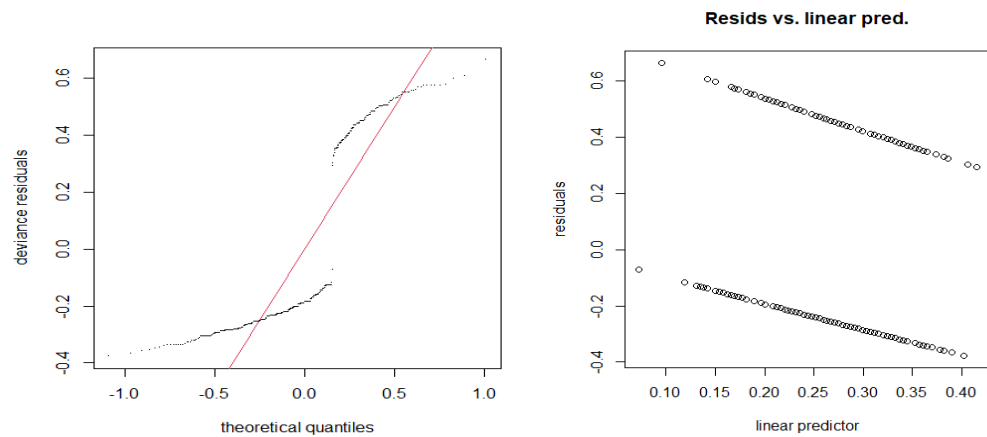 deviance residuals
0.6
0.4
0.2
0.0
-0.2
-0.4
-1.0 -0.5 0.0 0.5 1.0
theoretical quantiles
Resids vs. linear pred.
residuals
0.6
0.4
0.2
0.0
-0.2
-0.4
0.10 0.15 0.20 0.25 0.30 0.35 0.40
linear predictor